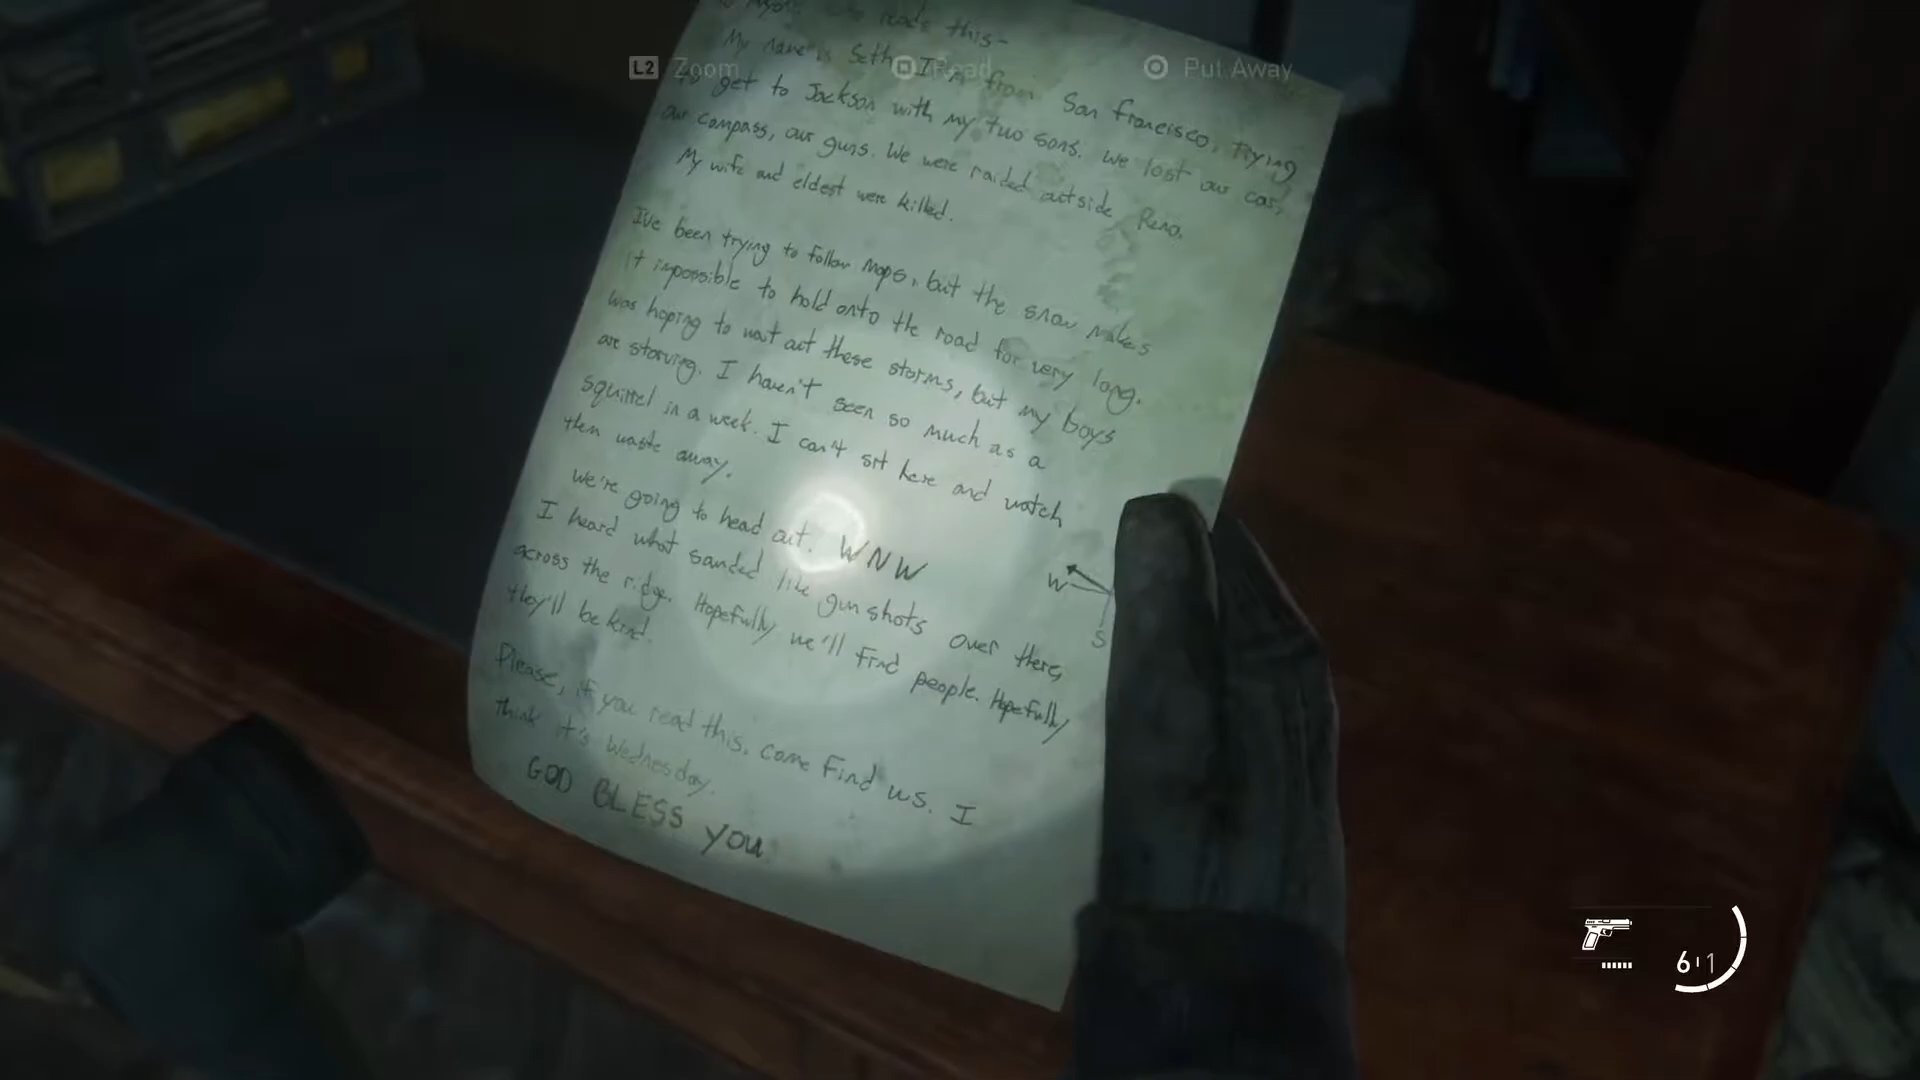 L2 Zoom Read Put Away
reads this-
My name is Seth. I'm from San Francisco, trying
to get to Jackson with my two sons. We lost our car,
our compass, our guns. We were raided outside Reno.
My wife and eldest were killed.
I've been trying to follow maps, but the snow makes
it impossible to hold onto the road for very long.
was hoping to wait out these storms, but my boys
are starving. I haven't seen so much as a
squirrel in a week. I can't sit here and watch
them waste away.
We're going to head out. WNW
I heard what sounded like gunshots over there,
across the ridge. Hopefully we'll find people. Hopefully
they'll be kind.
W
S
Please, if you read this, come find us. I
think it's Wednesday.
GOD BLESS YOU
6 1